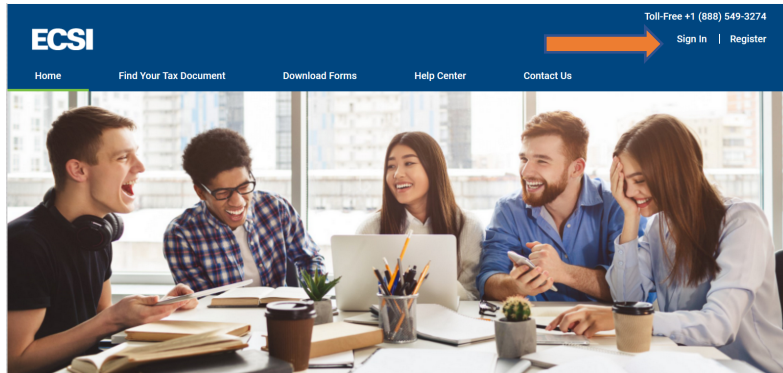 Toll-Free +1 (888) 549-3274
ECSI
Sign In | Register
Home Find Your Tax Document Download Forms Help Center Contact Us